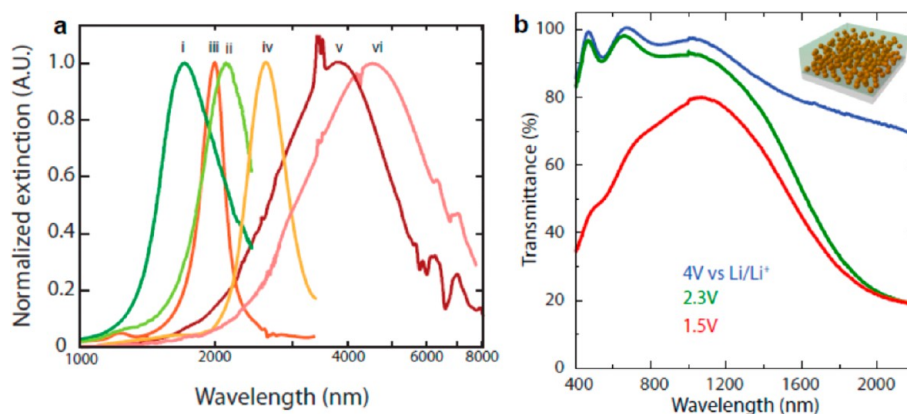 a
i iii ii iv v vi
1.0
0.8
0.6
0.4
0.2
0
1000 2000 4000 6000 8000
Normalized extinction (A.U.)
Wavelength (nm)
b
100
80
60
40
20
0
400 800 1200 1600 2000
Transmittance (%)
4V vs Li/Li⁺
2.3V
1.5V
Wavelength (nm)